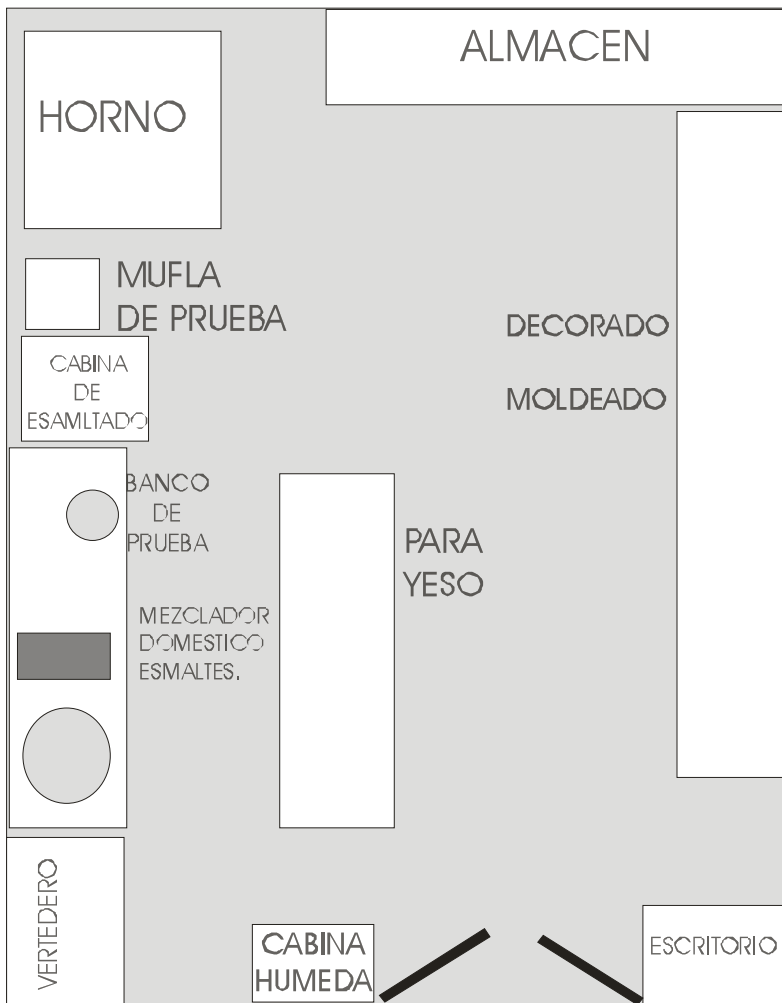 ALMACEN
HORNO
MUFLA
DE PRUEBA
DECORADO
CABINA
DE
ESAMLTADO
MOLDEADO
BANCO
DE
PRUEBA
PARA
YESO
MEZCLADOR
DOMESTICO
ESMALTES.
VERTEDERO
CABINA
HUMEDA
ESCRITORIO